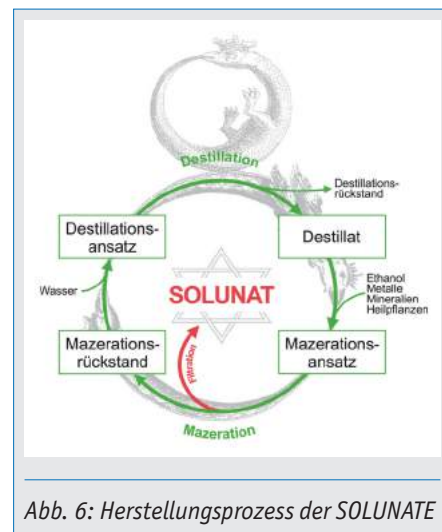 Destillation
Destillations-
rückstand
Destillations-
ansatz
Destillat
Wasser
SOLUNAT
Ethanol
Metalle
Mineralien
Heilpflanzen
Mazerations-
rückstand
Filtration
Mazerations-
ansatz
Mazeration
Abb. 6: Herstellungsprozess der SOLUNATE